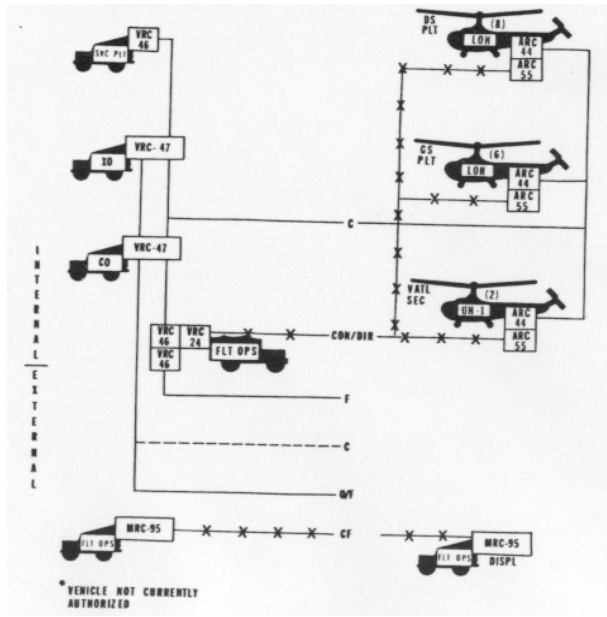 VRC
46
SVC PLT
VRC-47
XO
VRC-47
CO
DS
PLT
(8)
LOH
ARC
44
ARC
55
GS
PLT
(6)
LOH
ARC
44
ARC
55
C
VATL
SEC
(2)
UH-1
ARC
44
ARC
55
INTERNAL
EXTERNAL
VRC
46
VRC
24
VRC
46
FLT OPS
CON/DIR
F
C
O/F
MRC-95
FLT OPS
CF
MRC-95
FLT OPS
DISPL
* VEHICLE NOT CURRENTLY
AUTHORIZED